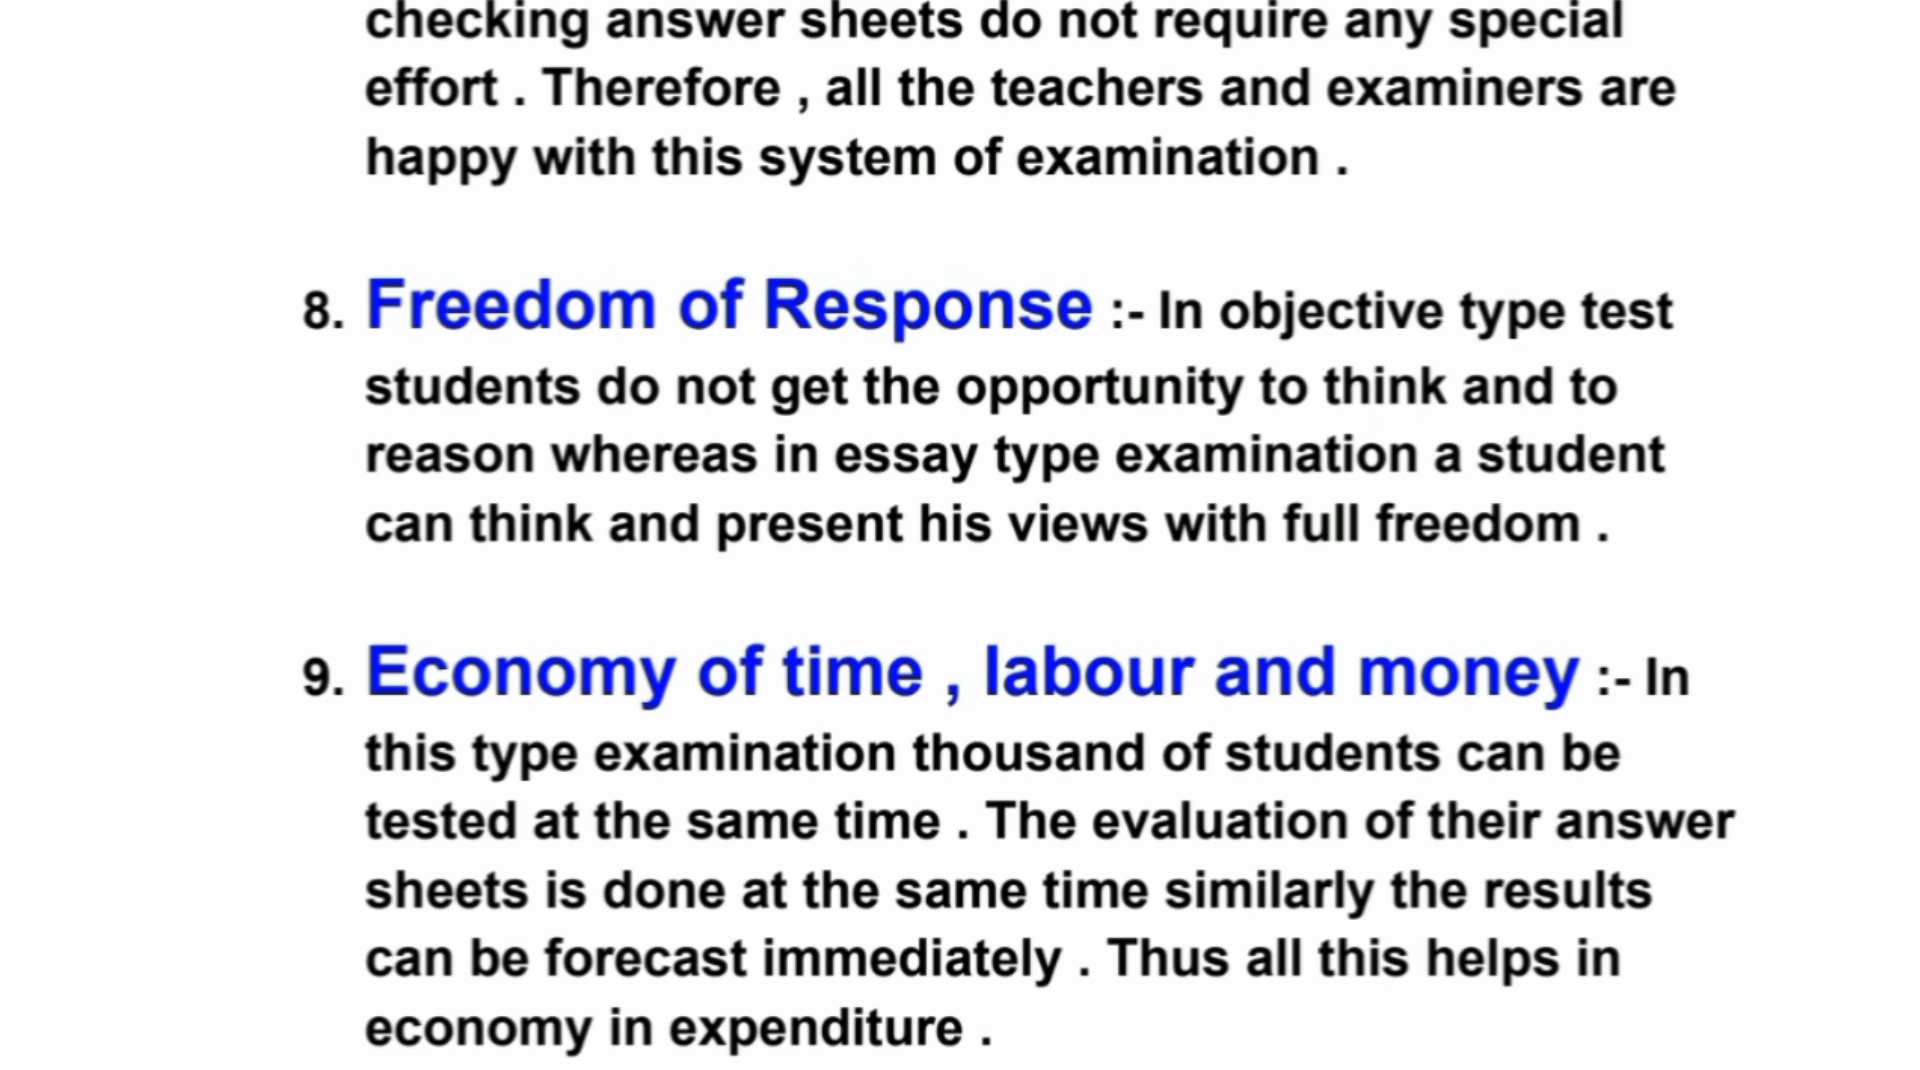 checking answer sheets do not require any special
effort . Therefore , all the teachers and examiners are
happy with this system of examination .
8. Freedom of Response :- In objective type test
students do not get the opportunity to think and to
reason whereas in essay type examination a student
can think and present his views with full freedom .
9. Economy of time , labour and money :- In
this type examination thousand of students can be
tested at the same time . The evaluation of their answer
sheets is done at the same time similarly the results
can be forecast immediately . Thus all this helps in
economy in expenditure .